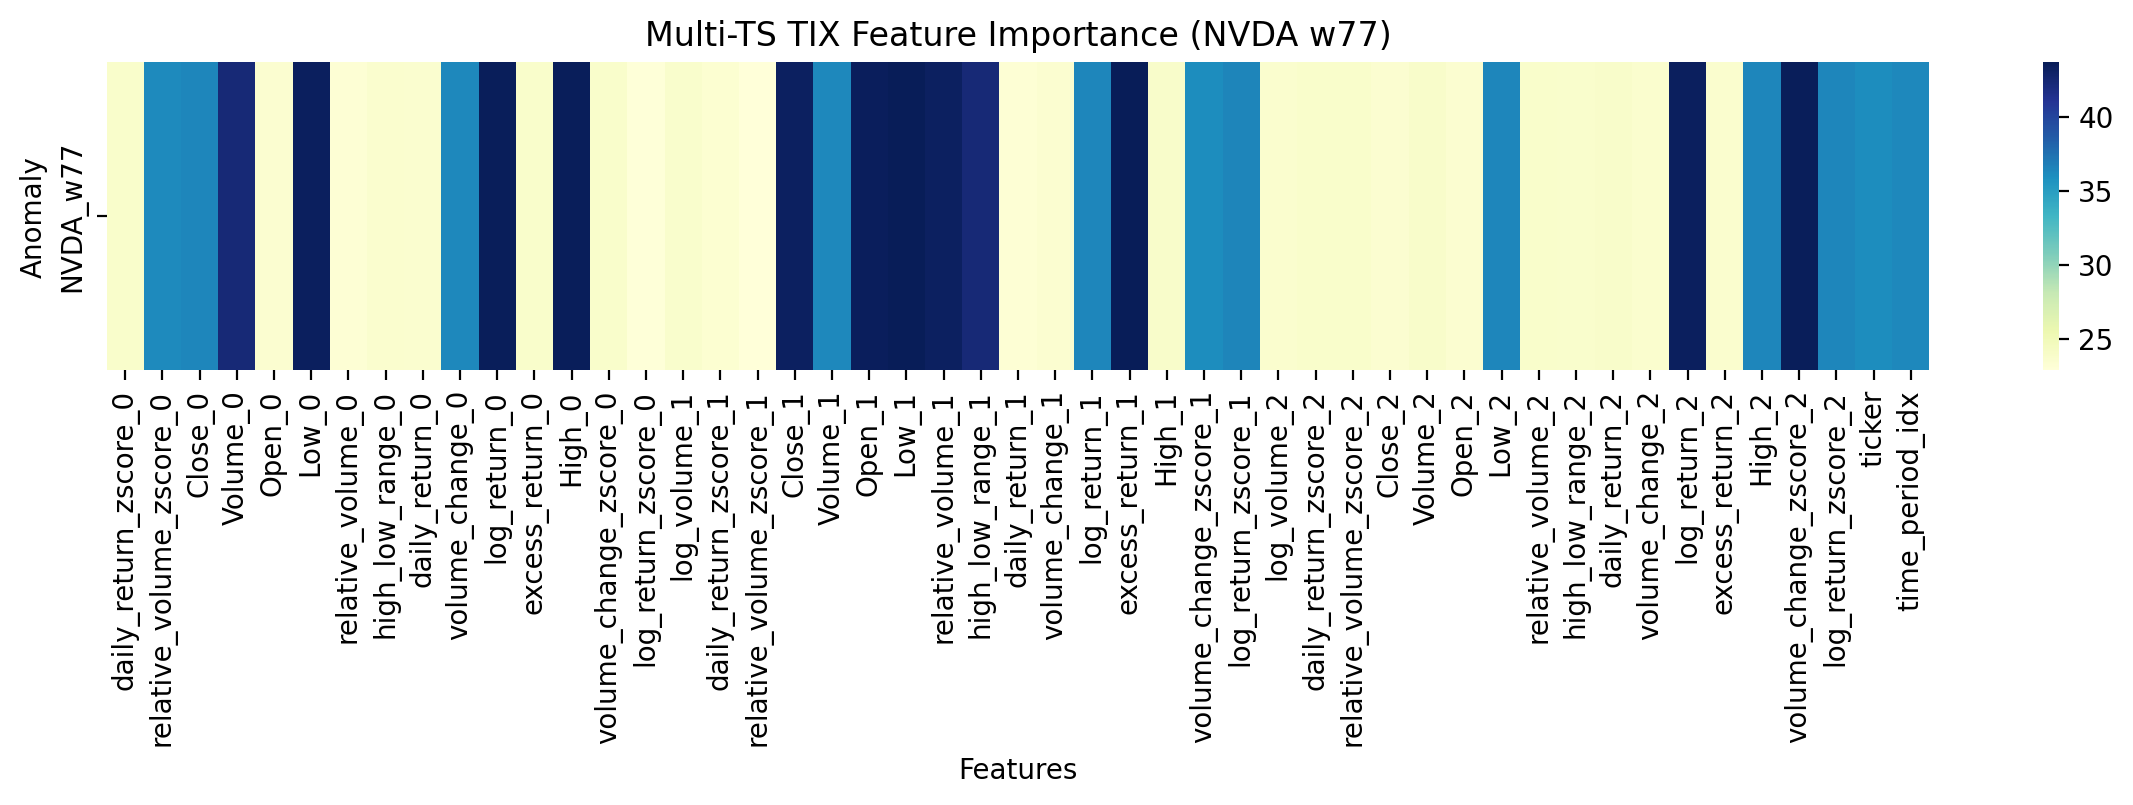 Multi-TS TIX Feature Importance (NVDA w77)
Anomaly
NVDA_w77
40
35
30
25
daily_return_zscore_0
relative_volume_zscore_0
Close_0
Volume_0
Open_0
Low_0
relative_volume_0
high_low_range_0
daily_return_0
volume_change_0
log_return_0
excess_return_0
High_0
volume_change_zscore_0
log_return_zscore_0
log_volume_1
daily_return_zscore_1
relative_volume_zscore_1
Close_1
Volume_1
Open_1
Low_1
relative_volume_1
high_low_range_1
daily_return_1
volume_change_1
log_return_1
excess_return_1
High_1
volume_change_zscore_1
log_return_zscore_1
log_volume_2
daily_return_zscore_2
relative_volume_zscore_2
Close_2
Volume_2
Open_2
Low_2
relative_volume_2
high_low_range_2
daily_return_2
volume_change_2
log_return_2
excess_return_2
High_2
volume_change_zscore_2
log_return_zscore_2
ticker
time_period_idx
Features